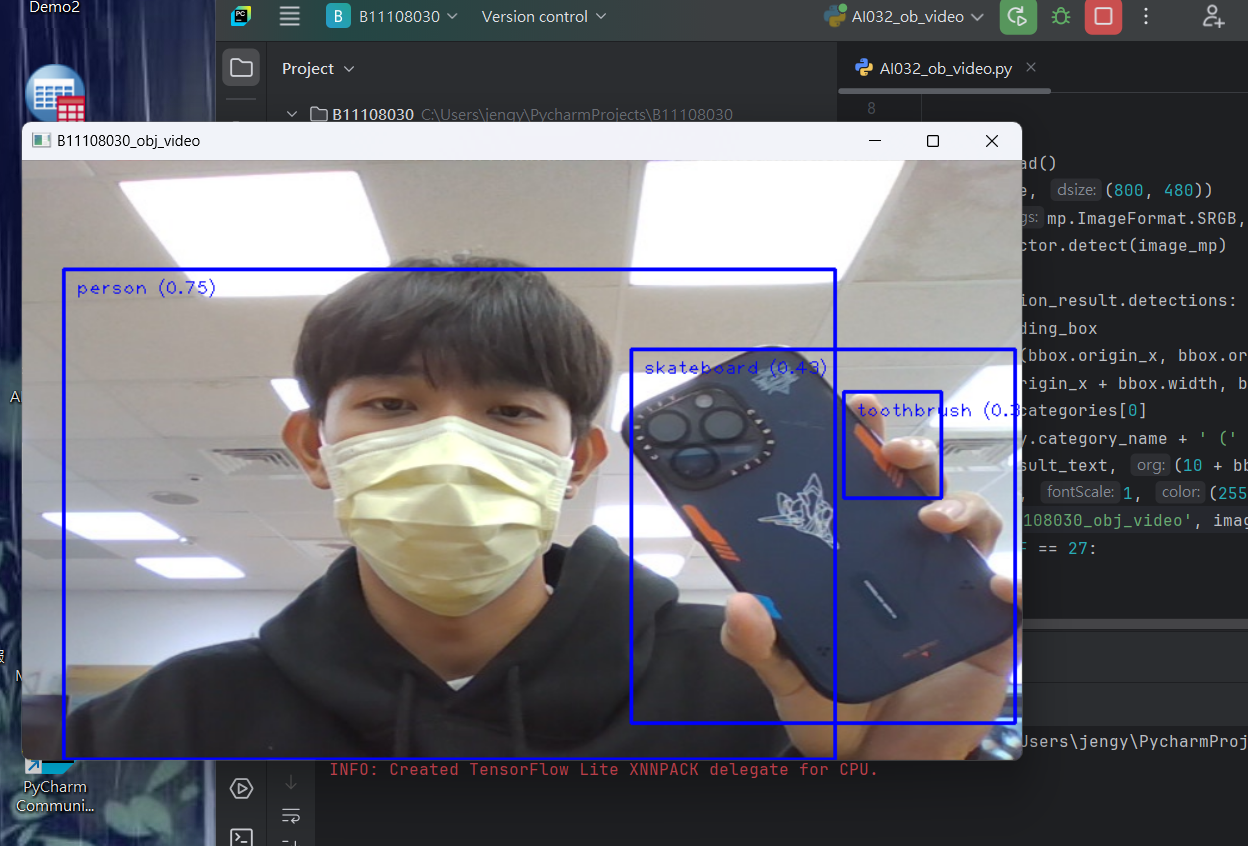 Demo2
B B11108030 Version control AI032_ob_video
Project
AI032_ob_video.py
B11108030 C:\Users\jengy\PycharmProjects\B11108030
8
B11108030_obj_video
ad()
e, dsize: (800, 480))
gs: mp.ImageFormat.SRGB,
ctor.detect(image_mp)
ion_result.detections:
ding_box
(bbox.origin_x, bbox.or
rigin_x + bbox.width, b
categories[0]
y.category_name + ' ('
sult_text, org: (10 + bb
, fontScale: 1, color: (255
108030_obj_video', imag
F == 27:
person (0.75)
skateboard (0.43)
toothbrush (0.3
Users\jengy\PycharmProj
INFO: Created TensorFlow Lite XNNPACK delegate for CPU.
PyCharm
Communi...